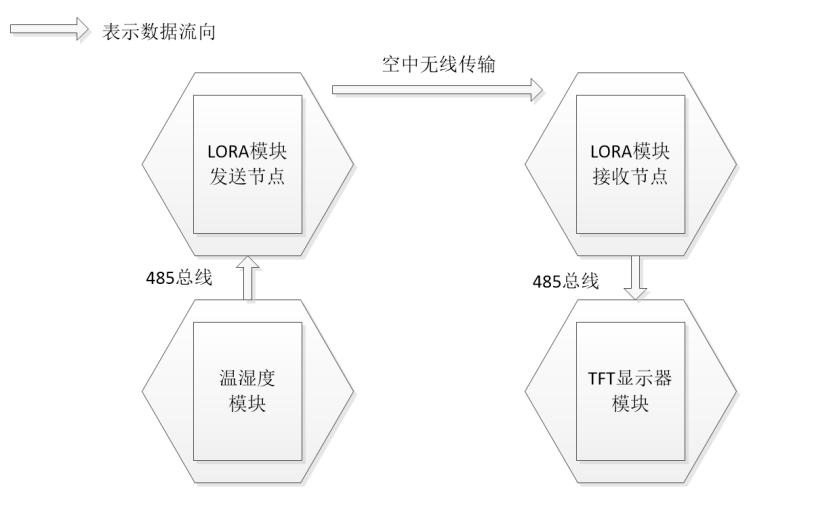 表示数据流向
空中无线传输
LORA模块
发送节点
LORA模块
接收节点
485总线
485总线
温湿度
模块
TFT显示器
模块